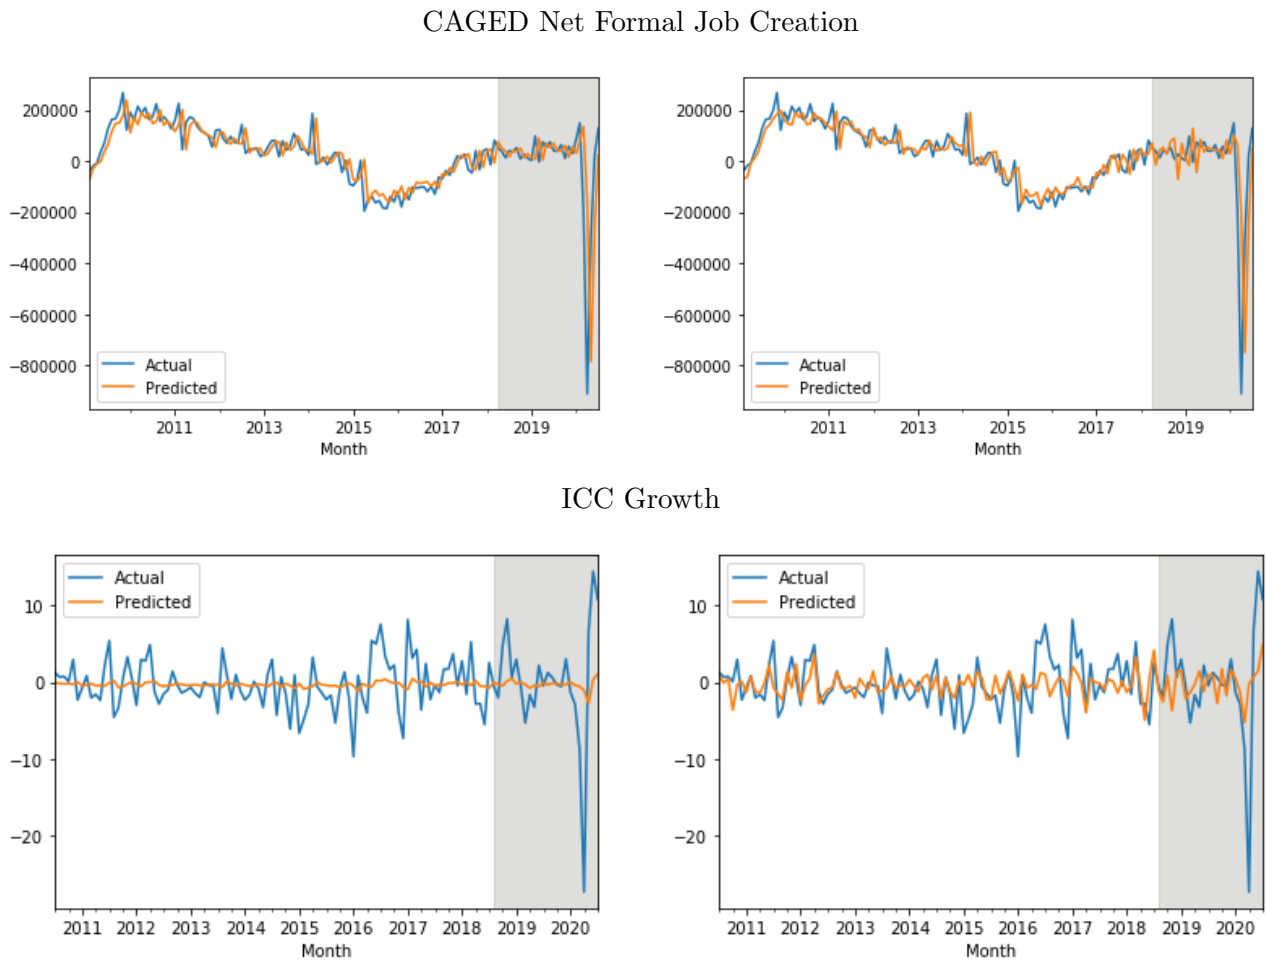 CAGED Net Formal Job Creation
200000
0
−200000
−400000
−600000
−800000
Actual
Predicted
2011 2013 2015 2017 2019
Month
200000
0
−200000
−400000
−600000
−800000
Actual
Predicted
2011 2013 2015 2017 2019
Month
ICC Growth
Actual
Predicted
10
0
−10
−20
2011 2012 2013 2014 2015 2016 2017 2018 2019 2020
Month
Actual
Predicted
10
0
−10
−20
2011 2012 2013 2014 2015 2016 2017 2018 2019 2020
Month